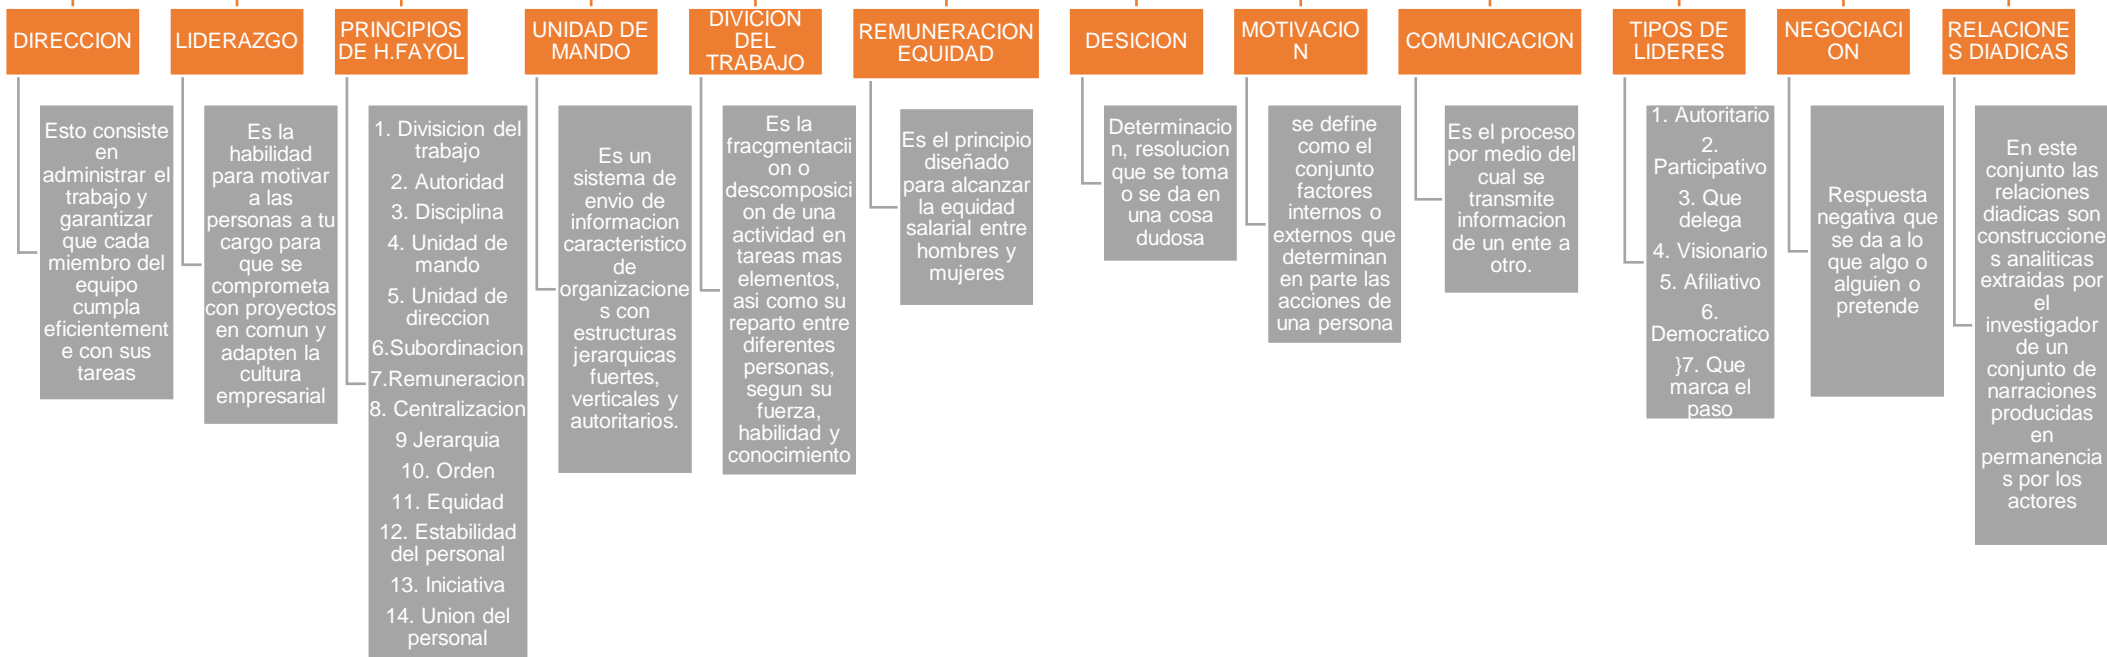 DIRECCION
Esto consiste
en
administrar el
trabajo y
garantizar
que cada
miembro del
equipo
cumpla
eficientement
e con sus
tareas
LIDERAZGO
Es la
habilidad
para motivar
a las
personas a tu
cargo para
que se
comprometa
con proyectos
en comun y
adapten la
cultura
empresarial
PRINCIPIOS
DE H.FAYOL
1. Divisicion del
trabajo
2. Autoridad
3. Disciplina
4. Unidad de
mando
5. Unidad de
direccion
6.Subordinacion
7.Remuneracion
8. Centralizacion
9 Jerarquia
10. Orden
11. Equidad
12. Estabilidad
del personal
13. Iniciativa
14. Union del
personal
UNIDAD DE
MANDO
Es un
sistema de
envio de
informacion
caracteristico
de
organizacione
s con
estructuras
jerarquicas
fuertes,
verticales y
autoritarios.
DIVICION
DEL
TRABAJO
Es la
fracgmentacii
on o
descomposici
on de una
actividad en
tareas mas
elementos,
asi como su
reparto entre
diferentes
personas,
segun su
fuerza,
habilidad y
conocimiento
REMUNERACION
EQUIDAD
Es el principio
diseñado
para alcanzar
la equidad
salarial entre
hombres y
mujeres
DESICION
Determinacio
n, resolucion
que se toma
o se da en
una cosa
dudosa
MOTIVACIO
N
se define
como el
conjunto
factores
internos o
externos que
determinan
en parte las
acciones de
una persona
COMUNICACION
Es el proceso
por medio del
cual se
transmite
informacion
de un ente a
otro.
TIPOS DE
LIDERES
1. Autoritario
2.
Participativo
3. Que
delega
4. Visionario
5. Afiliativo
6.
Democratico
}7. Que
marca el
paso
NEGOCIACI
ON
Respuesta
negativa que
se da a lo
que algo o
alguien o
pretende
RELACIONE
S DIADICAS
En este
conjunto las
relaciones
diadicas son
construccione
s analiticas
extraidas por
el
investigador
de un
conjunto de
narraciones
producidas
en
permanencia
s por los
actores